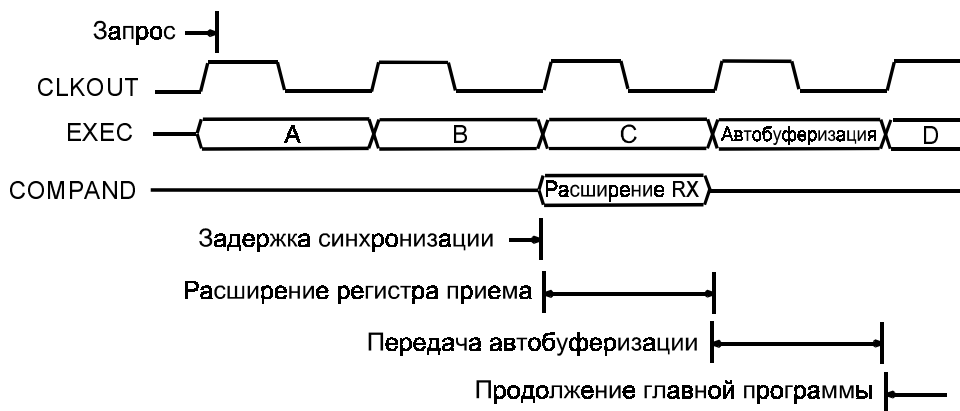 Запрос
CLKOUT
EXEC A B C Автобуферизация D
COMPAND Расширение RX
Задержка синхронизации
Расширение регистра приема
Передача автобуферизации
Продолжение главной программы